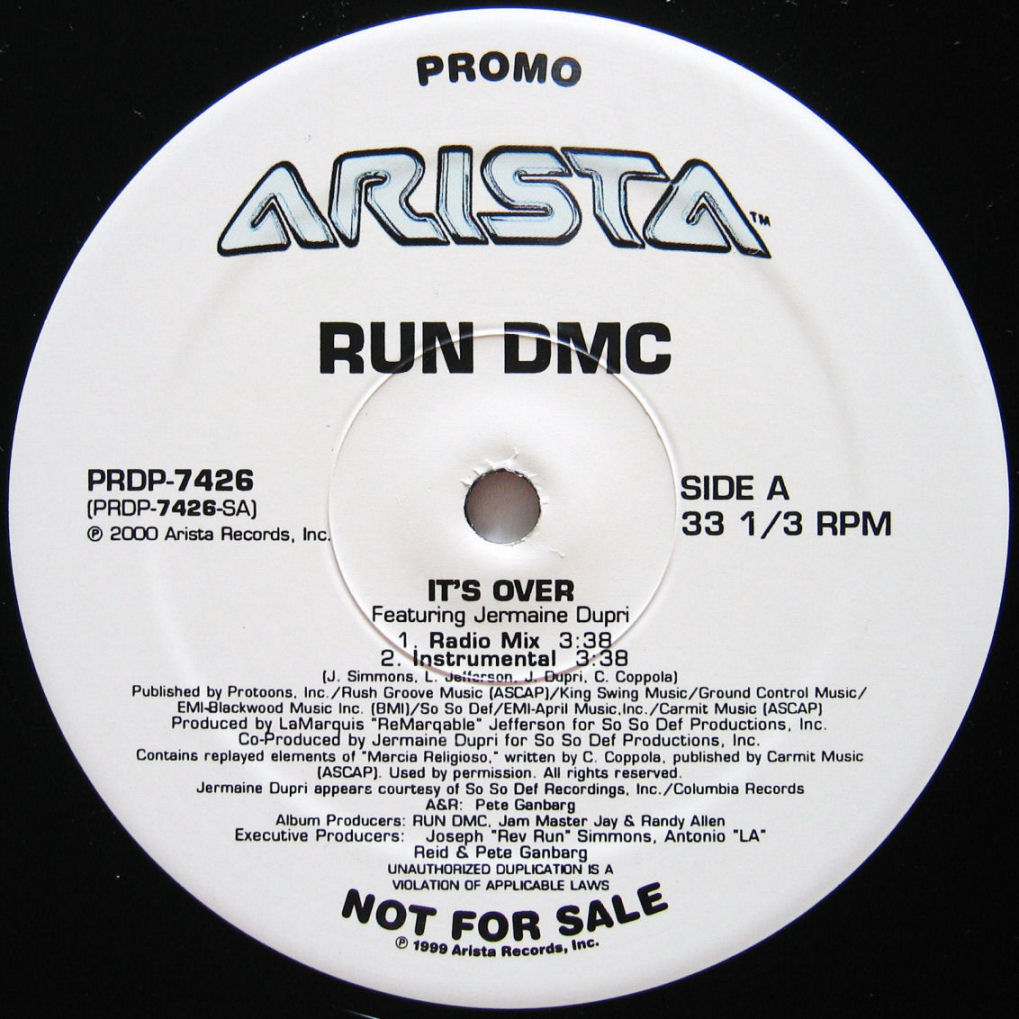 PROMO
ARISTA™
RUN DMC
PRDP-7426
(PRDP-7426-SA)
℗ 2000 Arista Records, Inc.
SIDE A
33 1/3 RPM
IT'S OVER
Featuring Jermaine Dupri
1. Radio Mix 3:38
2. Instrumental 3:38
(J. Simmons, L. Jefferson, J. Dupri, C. Coppola)
Published by Protoons, Inc./Rush Groove Music (ASCAP)/King Swing Music/Ground Control Music/
EMI-Blackwood Music Inc. (BMI)/So So Def/EMI-April Music,Inc./Carmit Music (ASCAP)
Produced by LaMarquis "ReMarqable" Jefferson for So So Def Productions, Inc.
Co-Produced by Jermaine Dupri for So So Def Productions, Inc.
Contains replayed elements of "Marcia Religioso," written by C. Coppola, published by Carmit Music
(ASCAP). Used by permission. All rights reserved.
Jermaine Dupri appears courtesy of So So Def Recordings, Inc./Columbia Records
A&R: Pete Ganbarg
Album Producers: RUN DMC, Jam Master Jay & Randy Allen
Executive Producers: Joseph "Rev Run" Simmons, Antonio "LA"
Reid & Pete Ganbarg
UNAUTHORIZED DUPLICATION IS A
VIOLATION OF APPLICABLE LAWS
NOT FOR SALE
℗ 1999 Arista Records, Inc.